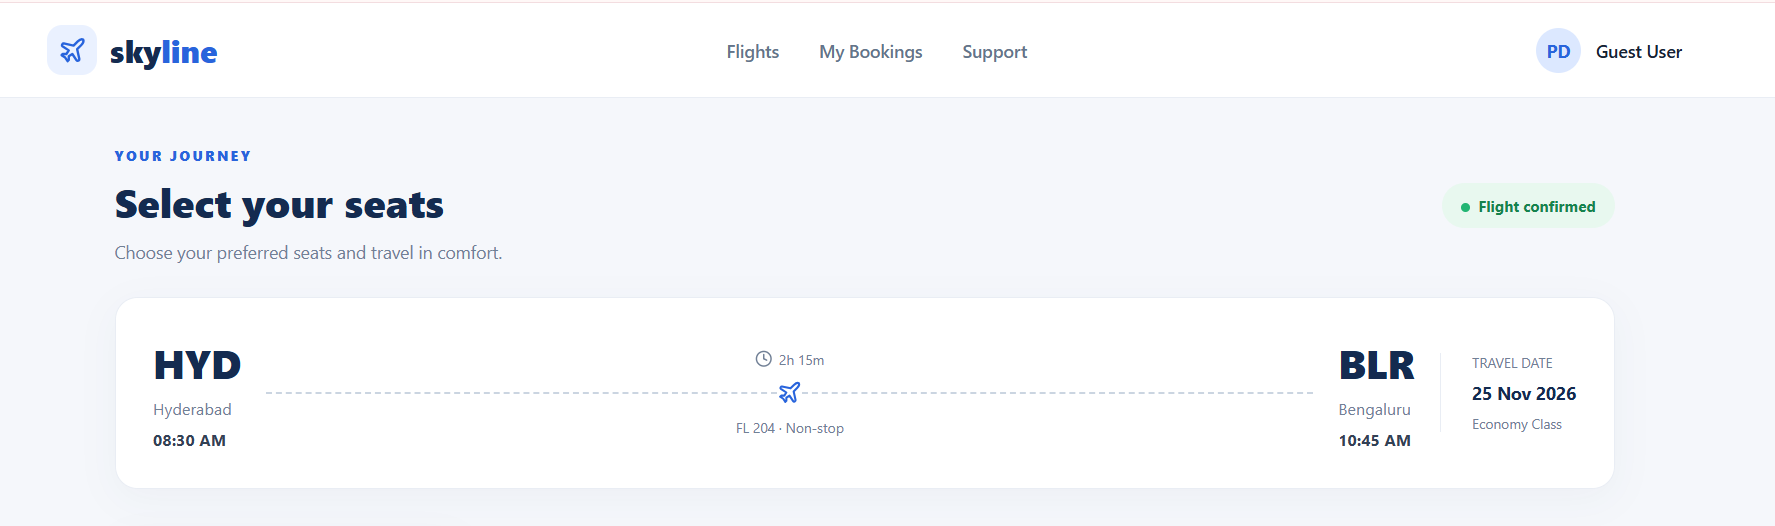 skyline
Flights
My Bookings
Support
PD
Guest User
YOUR JOURNEY
Select your seats
Choose your preferred seats and travel in comfort.
Flight confirmed
HYD
Hyderabad
08:30 AM
2h 15m
FL 204 · Non-stop
BLR
Bengaluru
10:45 AM
TRAVEL DATE
25 Nov 2026
Economy Class